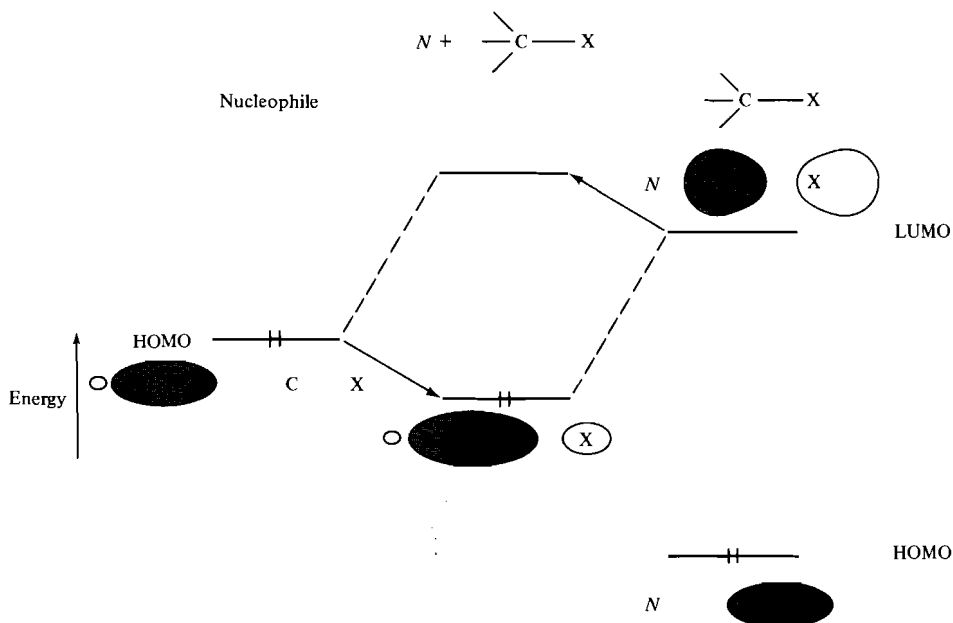 N + C X
Nucleophile
C X
N X
LUMO
HOMO
Energy
C X
X
HOMO
N